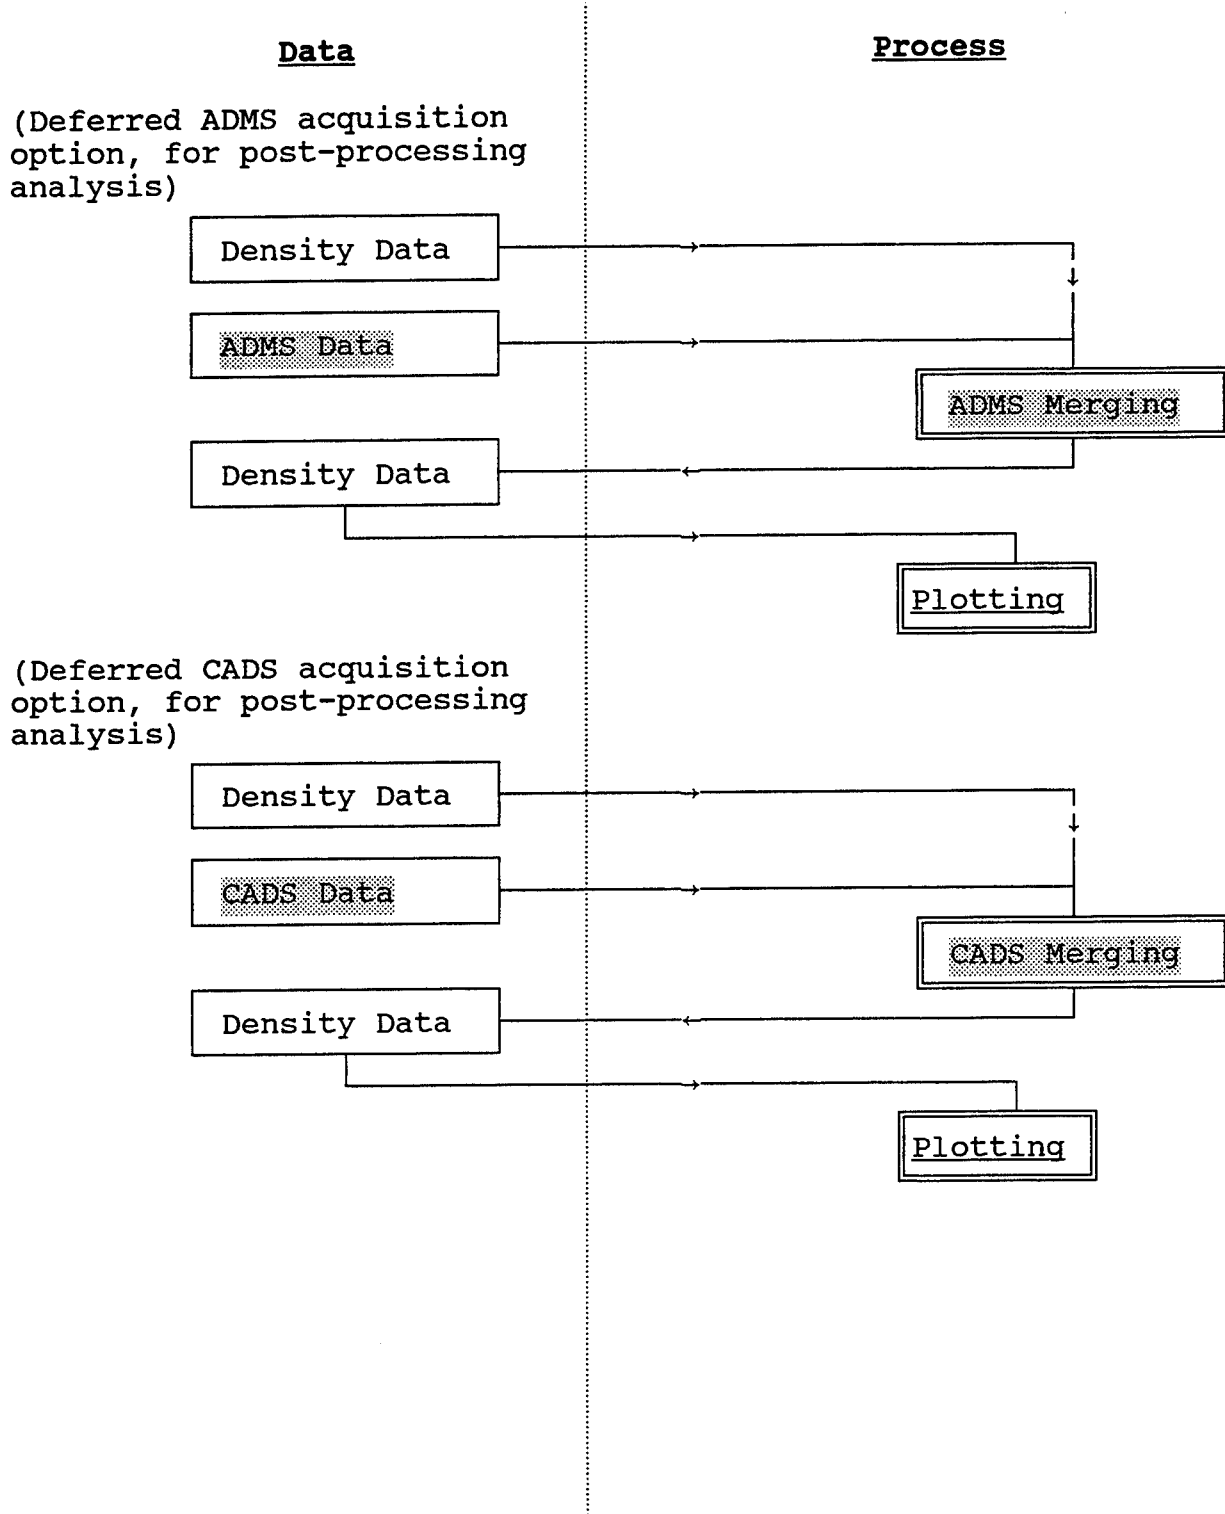 Data
Process
(Deferred ADMS acquisition
option, for post-processing
analysis)
Density Data
ADMS Data
ADMS Merging
Density Data
Plotting
(Deferred CADS acquisition
option, for post-processing
analysis)
Density Data
CADS Data
CADS Merging
Density Data
Plotting